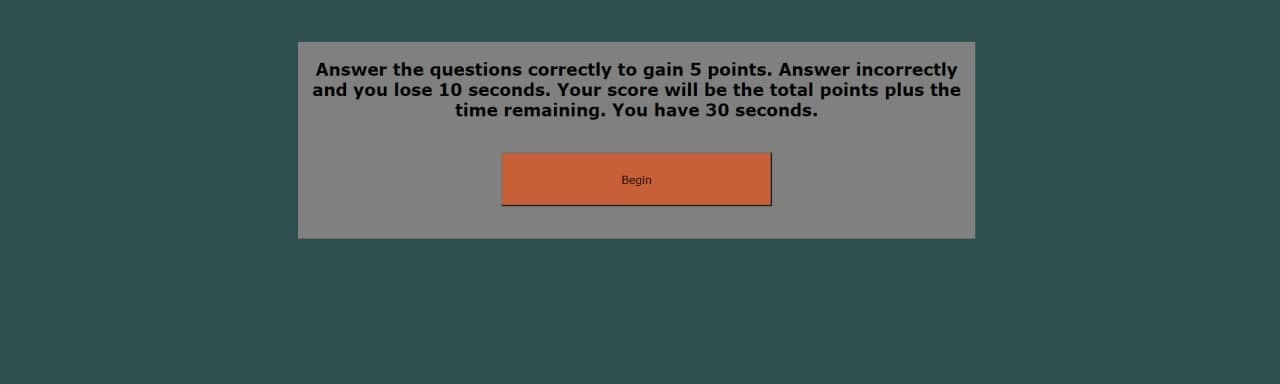 Answer the questions correctly to gain 5 points. Answer incorrectly
and you lose 10 seconds. Your score will be the total points plus the
time remaining. You have 30 seconds.
Begin